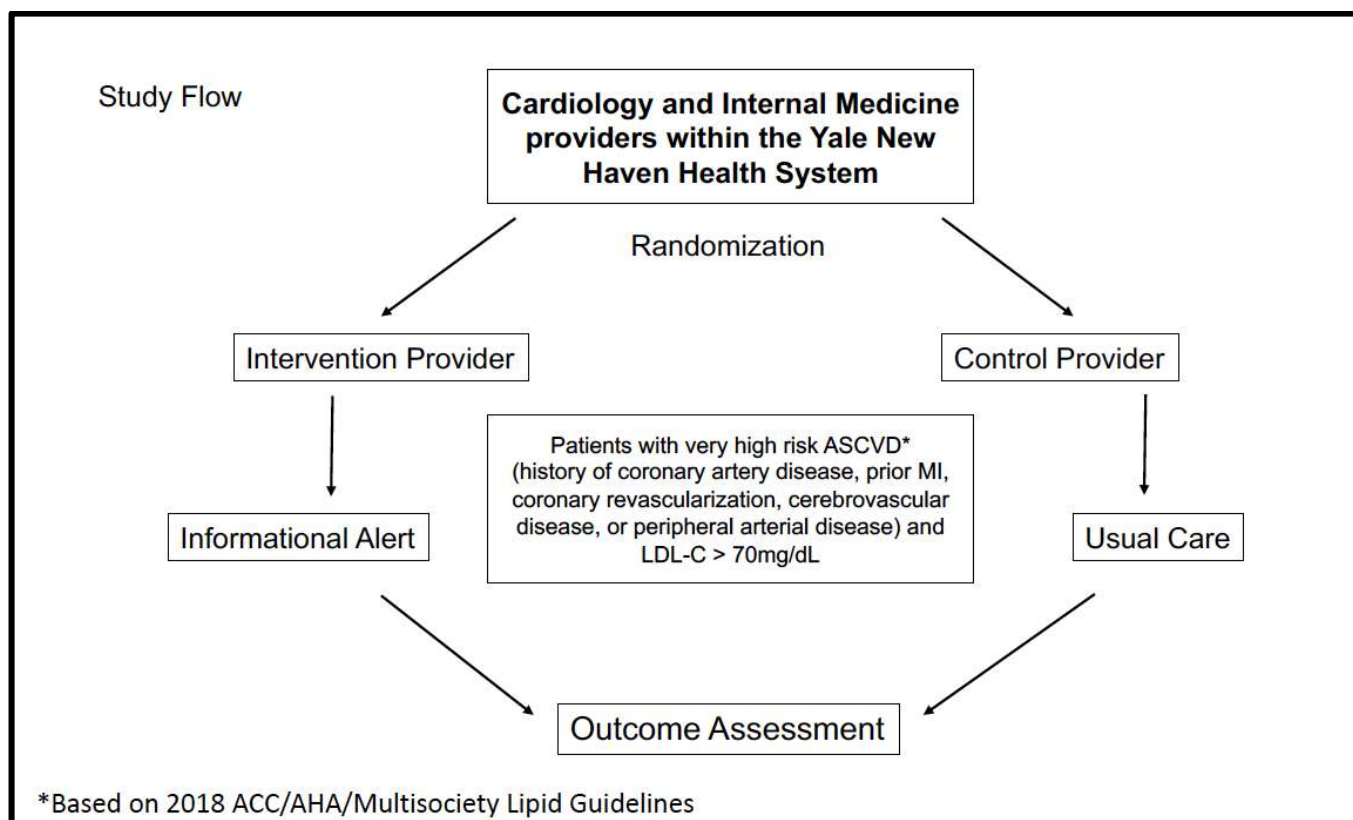 Study Flow
Cardiology and Internal Medicine
providers within the Yale New
Haven Health System
Randomization
Intervention Provider
Control Provider
Patients with very high risk ASCVD*
(history of coronary artery disease, prior MI,
coronary revascularization, cerebrovascular
disease, or peripheral arterial disease) and
LDL-C > 70mg/dL
Informational Alert
Usual Care
Outcome Assessment
*Based on 2018 ACC/AHA/Multisociety Lipid Guidelines